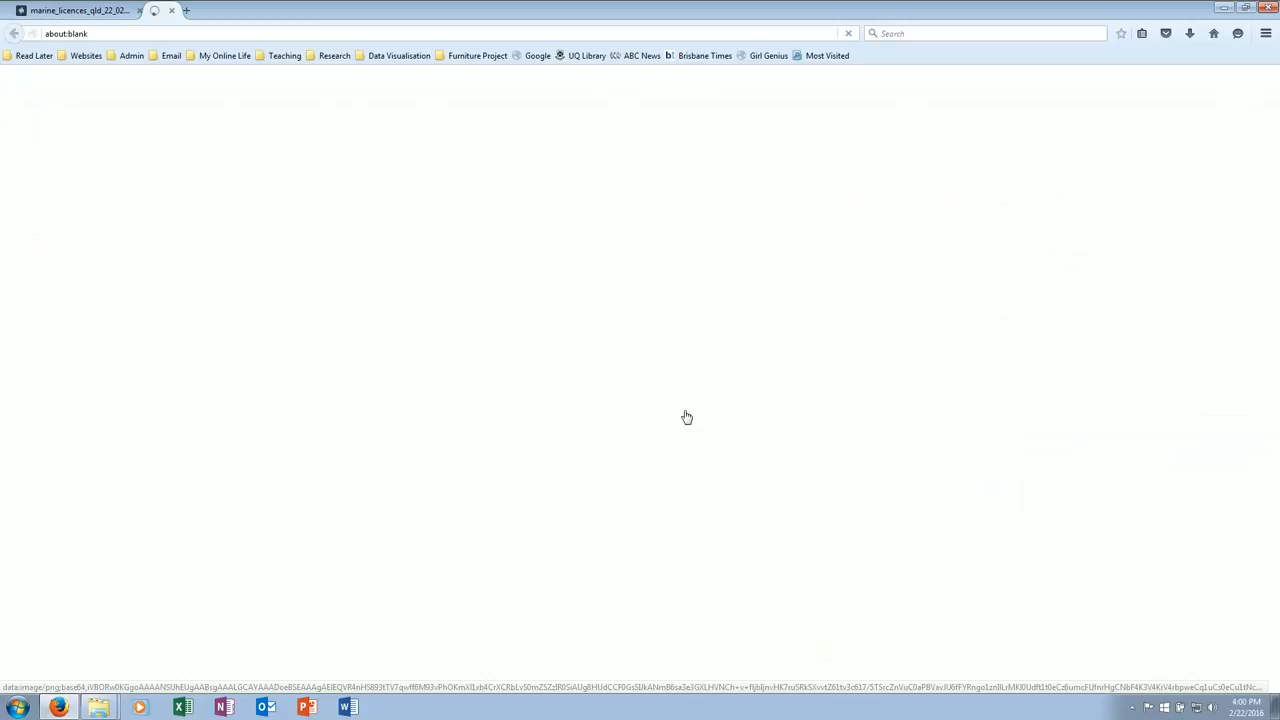 marine_licences_qld_22_02...
about:blank
Search
Read Later Websites Admin Email My Online Life Teaching Research Data Visualisation Furniture Project Google UQ Library ABC News Brisbane Times Girl Genius Most Visited
4:00 PM
2/22/2016